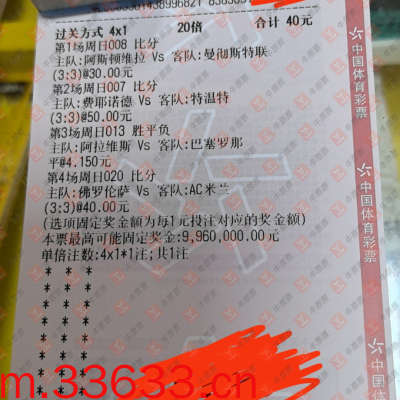 过关方式 4x1 20倍 合计 40元
第1场周日008 比分
主队:阿斯顿维拉 Vs 客队:曼彻斯特联
(3:3)@30.00元
第2场周日007 比分
主队:费耶诺德 Vs 客队:特温特
(3:3)@50.00元
第3场周日013 胜平负
主队:阿拉维斯 Vs 客队:巴塞罗那
平@4.150元
第4场周日020 比分
主队:佛罗伦萨 Vs 客队:AC米兰
(3:3)@40.00元
(选项固定奖金额为每1元投注对应的奖金额)
本票最高可能固定奖金:9,960,000.00元
单倍注数:4x1*1注;共1注
* * *
* * *
* * *
* * *
* * *
* * *
* * *
中国体育彩票
中国体育彩票
中国体育
m.33633.cn